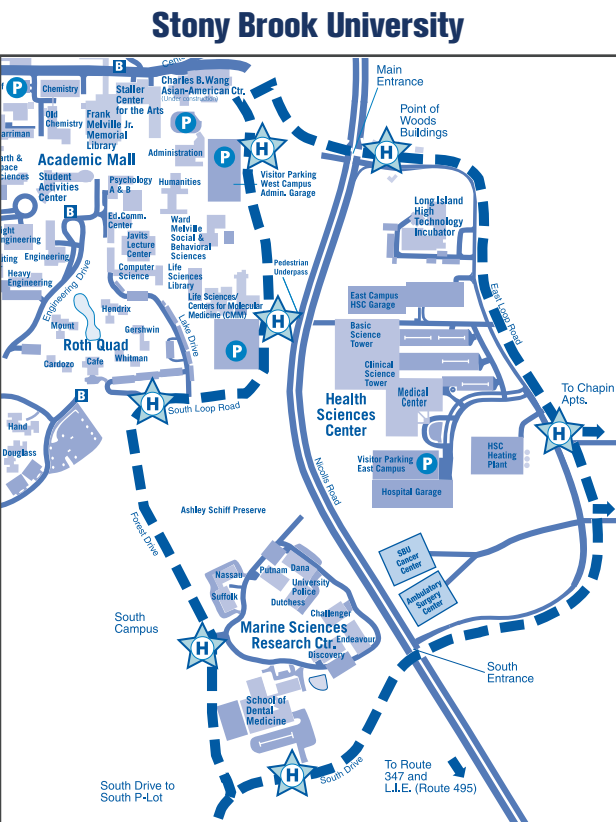 Stony Brook University
B
Main
Entrance
Charles B. Wang
Asian-American Ctr.
(Under construction)
P
Chemistry
Staller
Center
for the Arts
Old
Chemistry
Frank
Melville Jr.
Memorial
Library
P
Point of
Woods
Buildings
H
H
Administration
P
Academic Mall
Student
Activities
Center
Psychology
A & B
Humanities
Visitor Parking
West Campus
Admin. Garage
Long Island
High
Technology
Incubator
B
Ed.Comm.
Center
Ward
Melville
Social &
Behavioral
Sciences
Javits
Lecture
Center
Engineering
Heavy
Engineering
Computer
Science
Life
Sciences
Library
Pedestrian
Underpass
Engineering Drive
East Loop Road
Life Sciences/
Centers for Molecular
Medicine (CMM)
East Campus
HSC Garage
Hendrix
Mount
Gershwin
Lake Drive
H
Basic
Science
Tower
Roth Quad
P
Cardozo
Cafe
Whitman
Clinical
Science
Tower
Medical
Center
To Chapin
Apts.
B
H
South Loop Road
Health
Sciences
Center
H
Hand
Douglass
HSC
Heating
Plant
Visitor Parking
East Campus
P
Nicolls Road
Hospital Garage
Ashley Schiff Preserve
Forest Drive
SBU
Cancer
Center
Nassau
Putnam
Dana
University
Police
Suffolk
Dutchess
Ambulatory
Surgery
Center
South
Campus
Challenger
Marine Sciences
Research Ctr.
Endeavour
Discovery
H
South
Entrance
School of
Dental
Medicine
H
South Drive
To Route
347 and
L.I.E. (Route 495)
South Drive to
South P-Lot